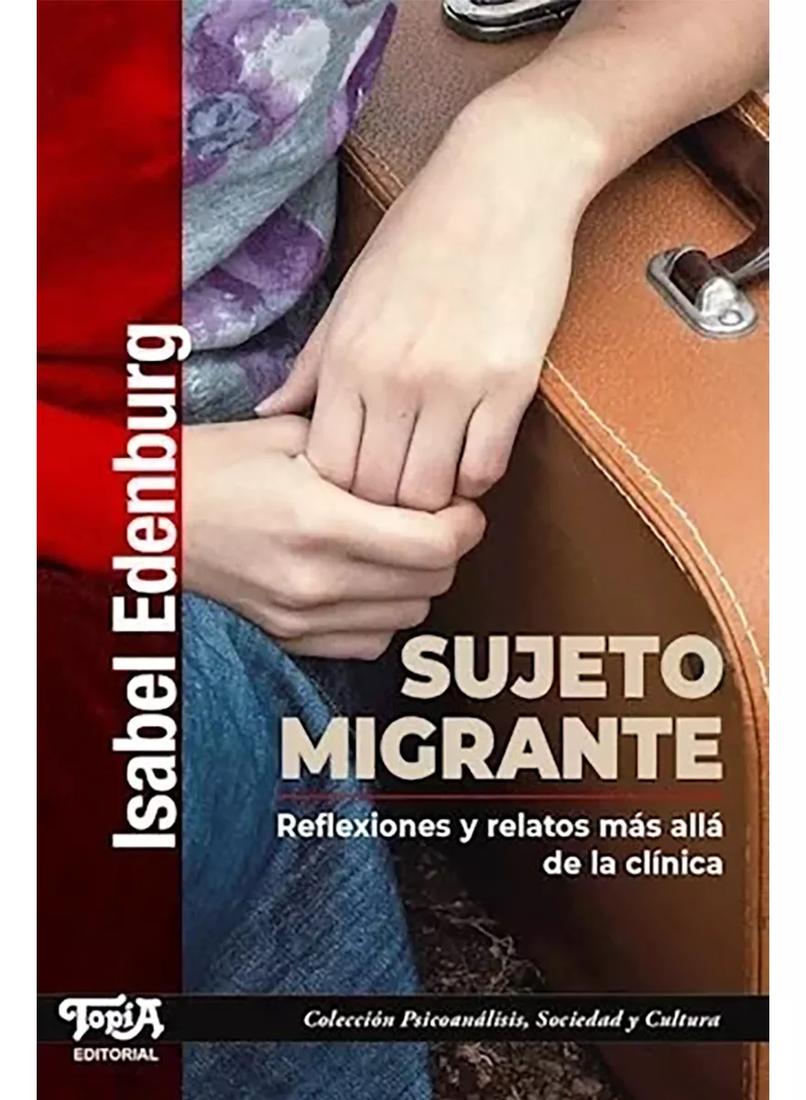 Isabel Edenburg
SUJETO
MIGRANTE
Reflexiones y relatos más allá
de la clínica
Topía
EDITORIAL
Colección Psicoanálisis, Sociedad y Cultura